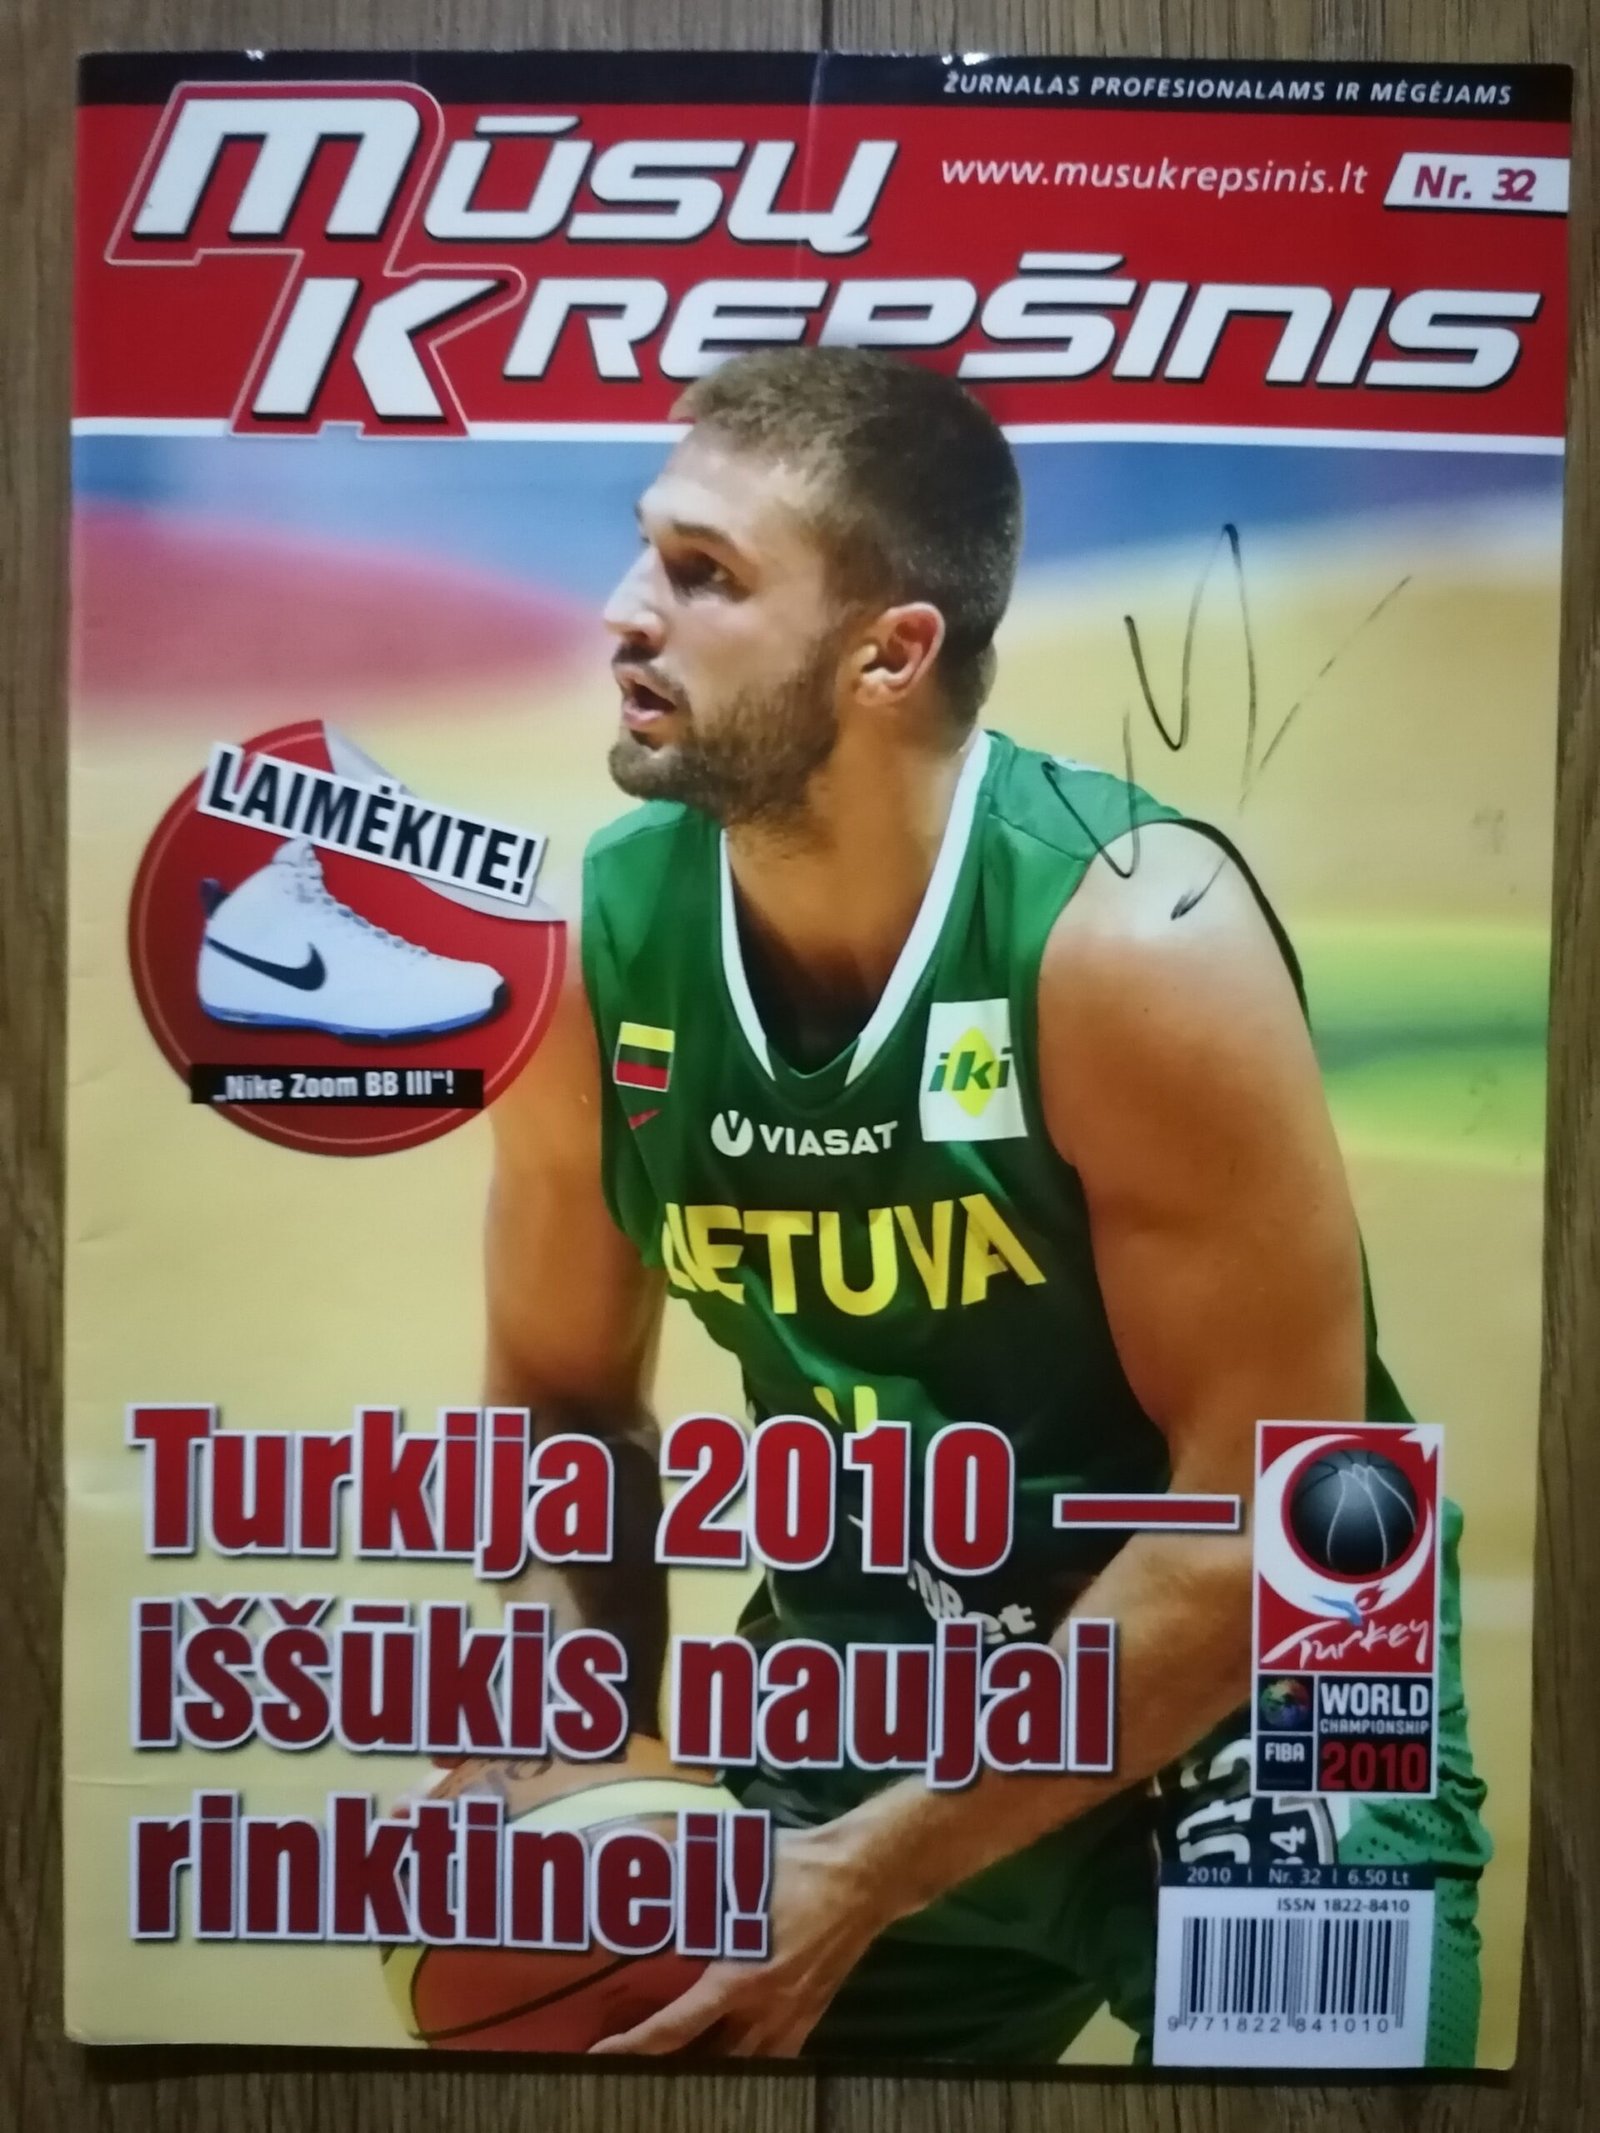 ŽURNALAS PROFESIONALAMS IR MĖGĖJAMS
MŪSŲ
www.musukrepsinis.lt
Nr. 32
KREPŠINIS
LAIMĖKITE!
„Nike Zoom BB III“!
iki
VIASAT
LIETUVA
Turkija 2010 —
iššūkis naujai
rinktinei!
Turkey
WORLD
CHAMPIONSHIP
FIBA
2010
2010 | Nr. 32 | 6.50 Lt
ISSN 1822-8410
9 771822 841010